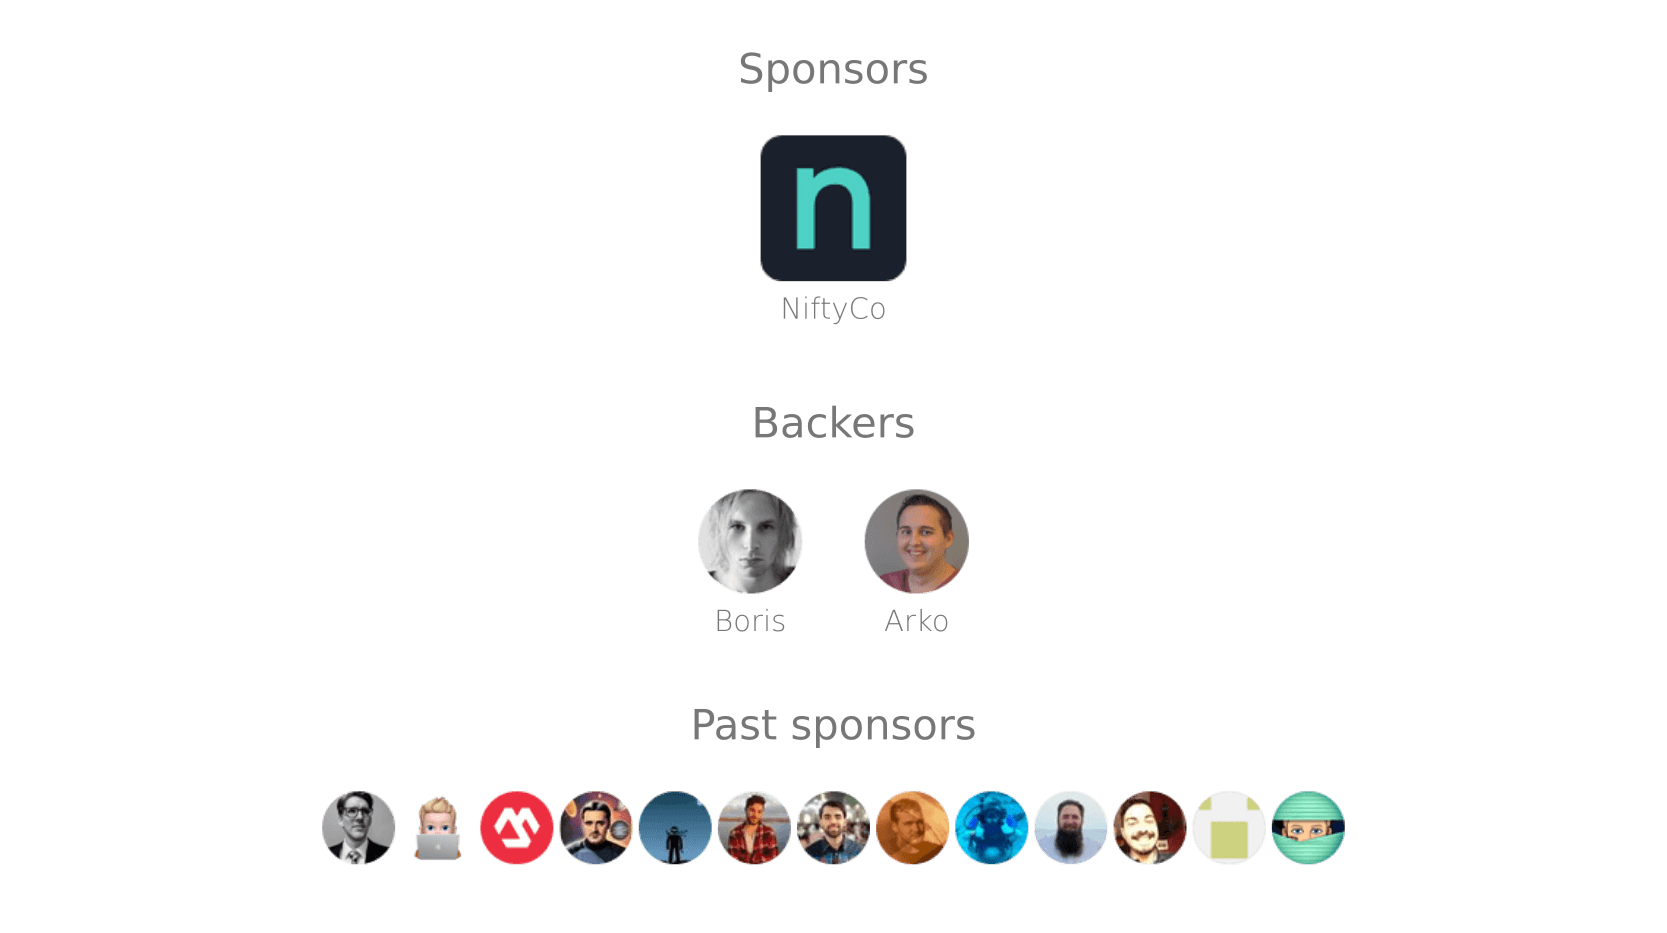 Sponsors
n
NiftyCo
Backers
Boris
Arko
Past sponsors